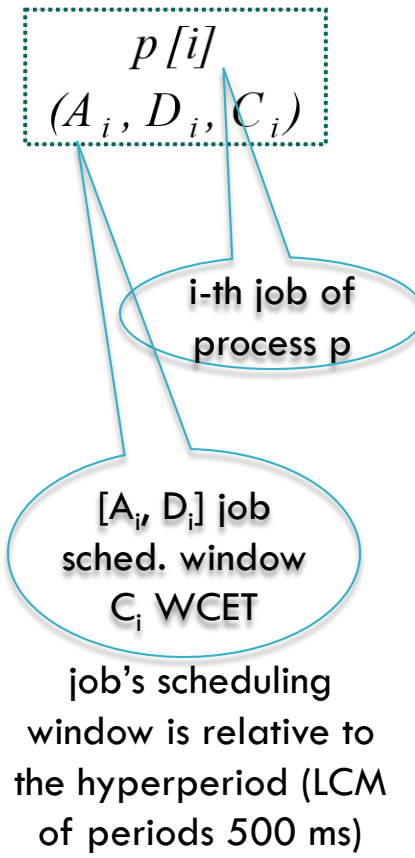 p [i]
(A_i, D_i, C_i)
i-th job of
process p
[A_i, D_i] job
sched. window
C_i WCET
job's scheduling
window is relative to
the hyperperiod (LCM
of periods 500 ms)